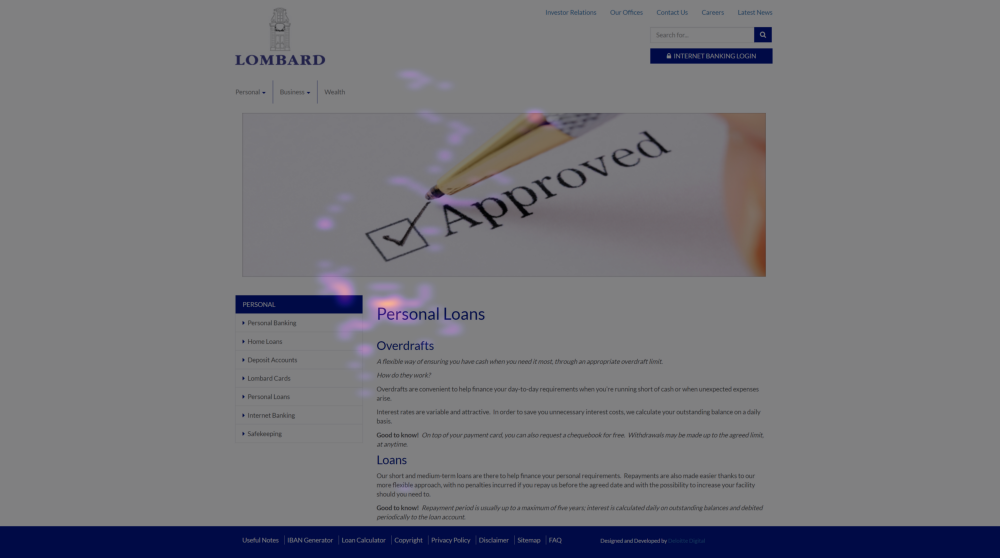 Investor Relations Our Offices Contact Us Careers Latest News
Search for...
LOMBARD
INTERNET BANKING LOGIN
Personal Business Wealth
Approved
PERSONAL
Personal Banking
Home Loans
Deposit Accounts
Lombard Cards
Personal Loans
Internet Banking
Safekeeping
Personal Loans
Overdrafts
A flexible way of ensuring you have cash when you need it most, through an appropriate overdraft limit.
How do they work?
Overdrafts are convenient to help finance your day-to-day requirements when you're running short of cash or when unexpected expenses
arise.
Interest rates are variable and attractive. In order to save you unnecessary interest costs, we calculate your outstanding balance on a daily
basis.
Good to know! On top of your payment card, you can also request a chequebook for free. Withdrawals may be made up to the agreed limit,
at anytime.
Loans
Our short and medium-term loans are there to help finance your personal requirements. Repayments are also made easier thanks to our
more flexible approach, with no penalties incurred if you repay us before the agreed date and with the possibility to increase your facility
should you need to.
Good to know! Repayment period is usually up to a maximum of five years; interest is calculated daily on outstanding balances and debited
periodically to the loan account.
Useful Notes | IBAN Generator | Loan Calculator | Copyright | Privacy Policy | Disclaimer | Sitemap | FAQ
Designed and Developed by